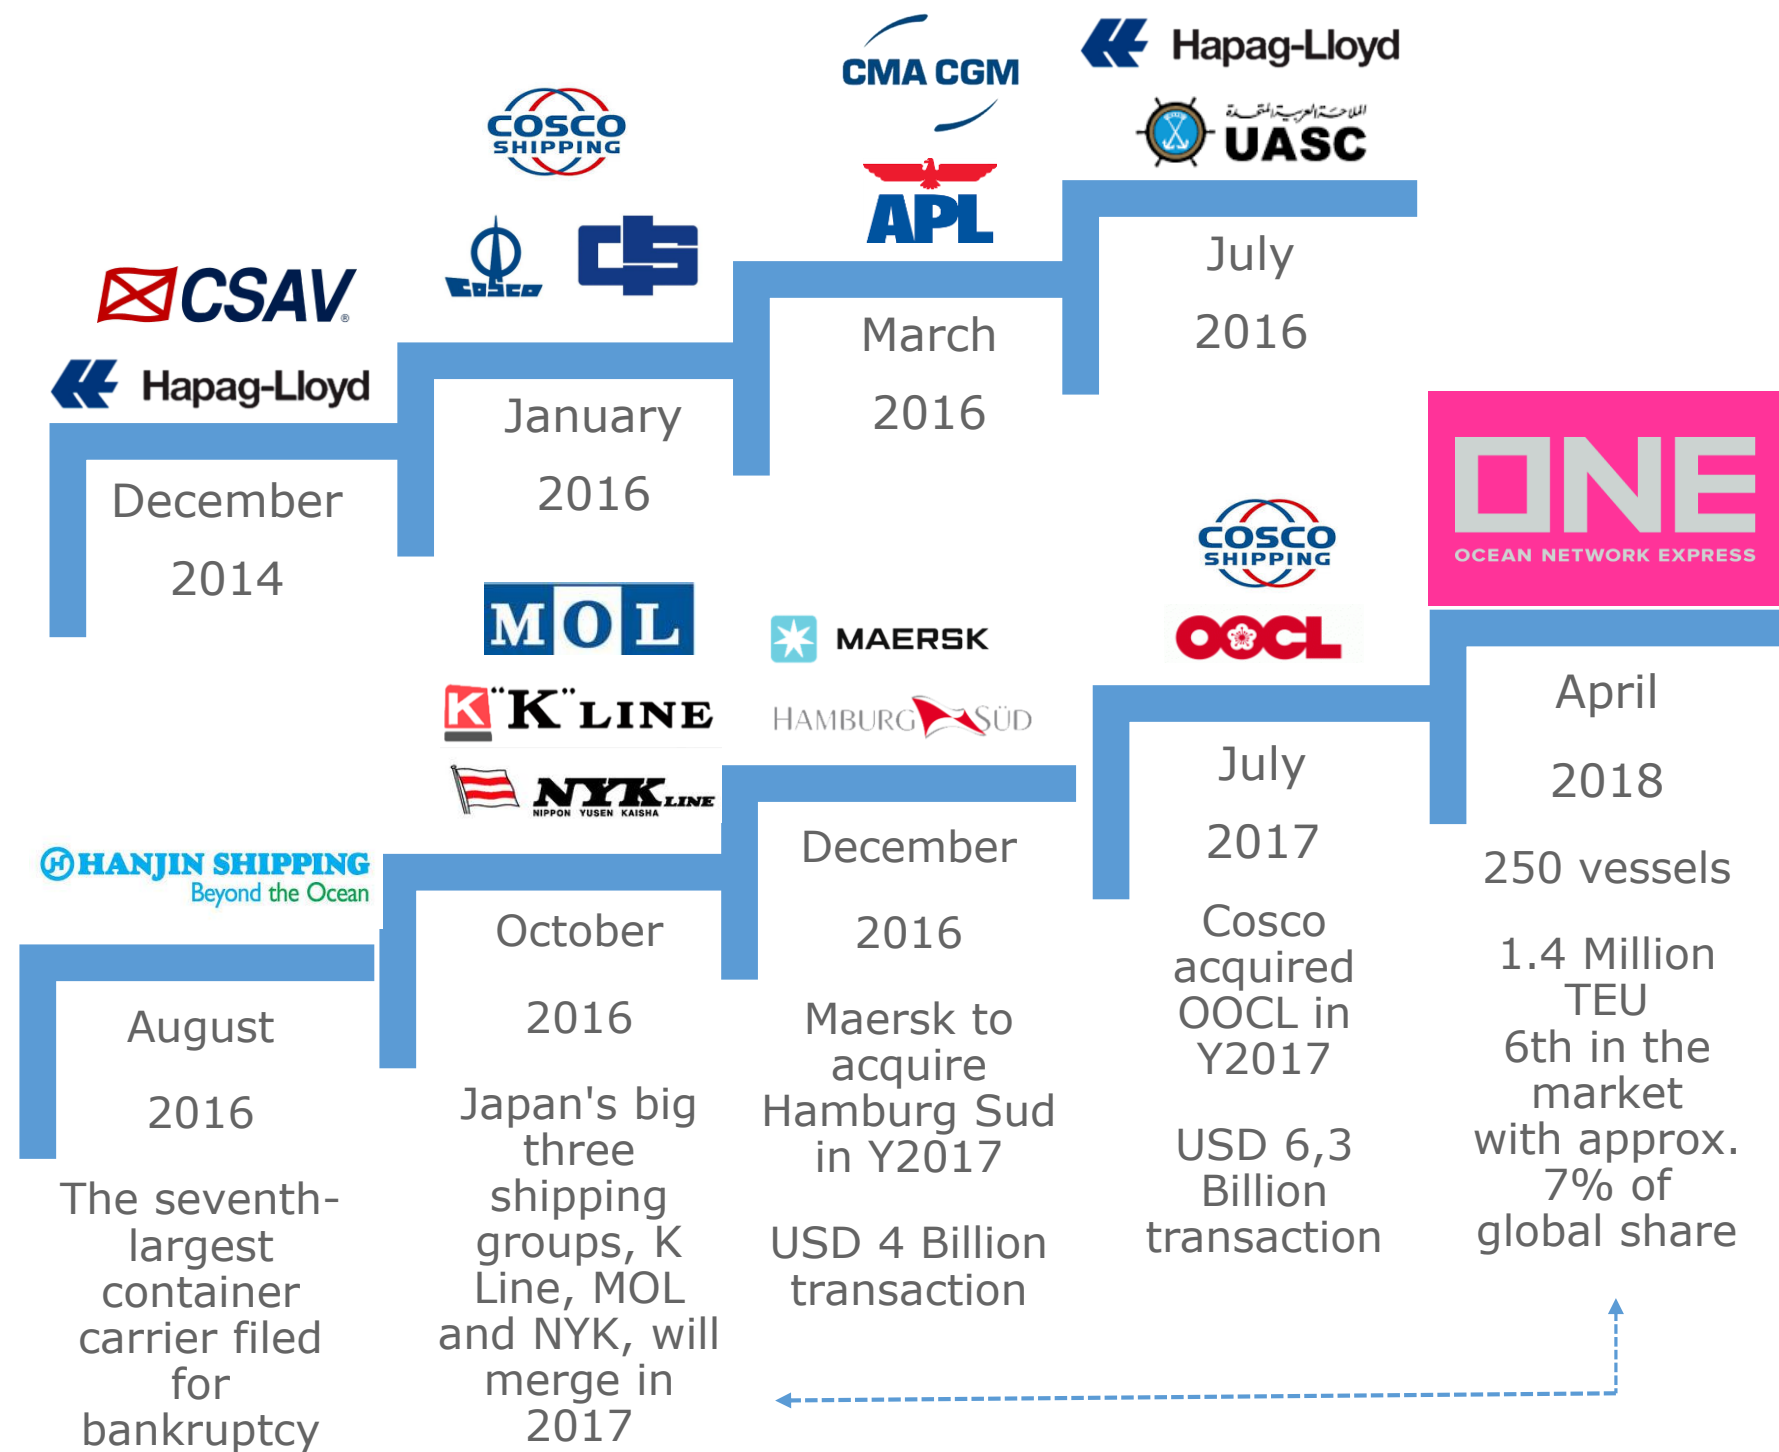 CSAV®
Hapag-Lloyd
December
2014
COSCO
SHIPPING
COSCO
CS
January
2016
CMA CGM
APL
March
2016
Hapag-Lloyd
الملاحة العربية المتحدة
UASC
July
2016
HANJIN SHIPPING
Beyond the Ocean
August
2016
The seventh-
largest
container
carrier filed
for
bankruptcy
MOL
K "K" LINE
NYK LINE
NIPPON YUSEN KAISHA
October
2016
Japan's big
three
shipping
groups, K
Line, MOL
and NYK, will
merge in
2017
MAERSK
HAMBURG SÜD
December
2016
Maersk to
acquire
Hamburg Sud
in Y2017
USD 4 Billion
transaction
COSCO
SHIPPING
OOCL
July
2017
Cosco
acquired
OOCL in
Y2017
USD 6,3
Billion
transaction
ONE
OCEAN NETWORK EXPRESS
April
2018
250 vessels
1.4 Million
TEU
6th in the
market
with approx.
7% of
global share